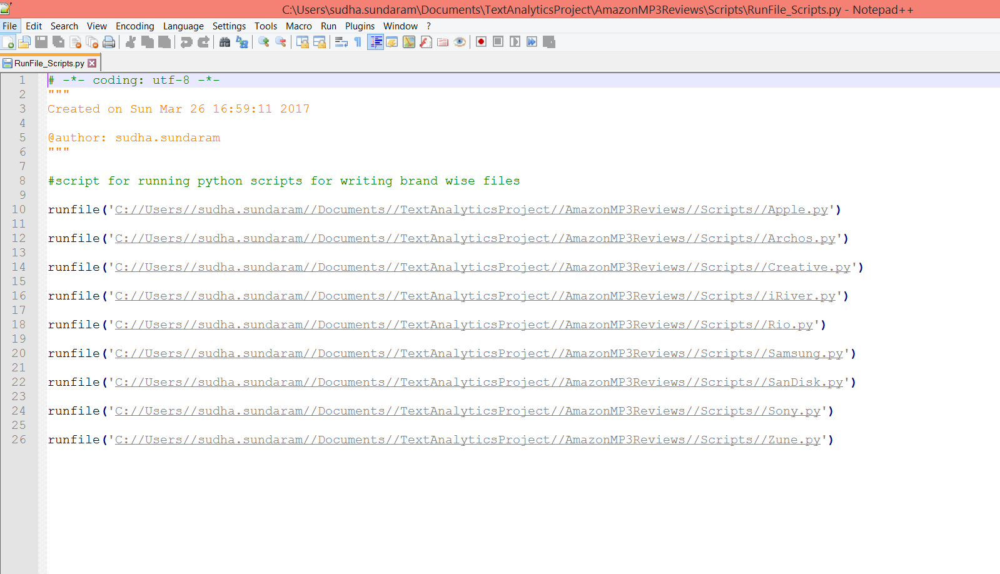 C:\Users\sudha.sundaram\Documents\TextAnalyticsProject\AmazonMP3Reviews\Scripts\RunFile_Scripts.py - Notepad++
File Edit Search View Encoding Language Settings Tools Macro Run Plugins Window ?
RunFile_Scripts.py
1 # -*- coding: utf-8 -*-
2 """
3 Created on Sun Mar 26 16:59:11 2017
4
5 @author: sudha.sundaram
6 """
7
8 #script for running python scripts for writing brand wise files
9
10 runfile('C://Users//sudha.sundaram//Documents//TextAnalyticsProject//AmazonMP3Reviews//Scripts//Apple.py')
11
12 runfile('C://Users//sudha.sundaram//Documents//TextAnalyticsProject//AmazonMP3Reviews//Scripts//Archos.py')
13
14 runfile('C://Users//sudha.sundaram//Documents//TextAnalyticsProject//AmazonMP3Reviews//Scripts//Creative.py')
15
16 runfile('C://Users//sudha.sundaram//Documents//TextAnalyticsProject//AmazonMP3Reviews//Scripts//iRiver.py')
17
18 runfile('C://Users//sudha.sundaram//Documents//TextAnalyticsProject//AmazonMP3Reviews//Scripts//Rio.py')
19
20 runfile('C://Users//sudha.sundaram//Documents//TextAnalyticsProject//AmazonMP3Reviews//Scripts//Samsung.py')
21
22 runfile('C://Users//sudha.sundaram//Documents//TextAnalyticsProject//AmazonMP3Reviews//Scripts//SanDisk.py')
23
24 runfile('C://Users//sudha.sundaram//Documents//TextAnalyticsProject//AmazonMP3Reviews//Scripts//Sony.py')
25
26 runfile('C://Users//sudha.sundaram//Documents//TextAnalyticsProject//AmazonMP3Reviews//Scripts//Zune.py')